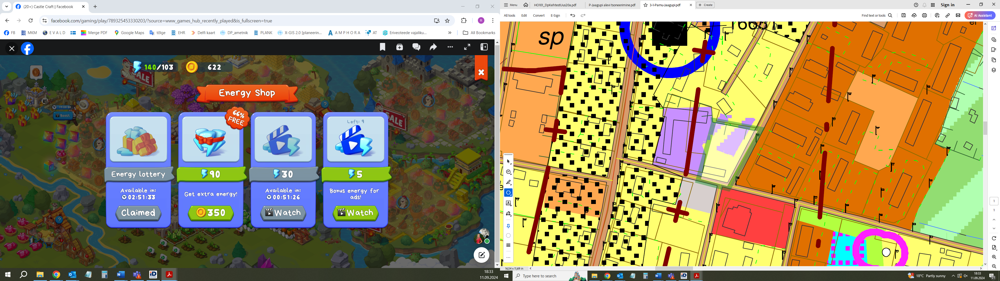 (20+) Castle Craft | Facebook
facebook.com/gaming/play/789325453330203/?source=www_games_hub_recently_played&is_fullscreen=true
R
FB
MKM
E V A L D
Merge PDF
Google Maps
tõlge
EHR
Delfi kaart
DP_ametnik
PLANK
X-GIS 2.0 [planeerin...
A M P H O R A
AT
Eriveoteede vajaliku...
»
All Bookmarks
140/103
622
SALE
SALE
Boost
Energy Shop
66% FREE
Left: 9
Energy lottery
90
30
5
Available in:
02:51:33
Get extra energy!
Available in:
00:51:26
Bonus energy for
ads!
Claimed
350
Watch
Watch
18:33
11.09.2024
Menu
HO101_DpKehtestUus20a.pdf
P-Jaagupi alevi tsoneerimine.pdf
3-1-Parnu-Jaagupi.pdf
+ Create
Sign in
All tools
Edit
Convert
E-Sign
Find text or tools
AI Assistant
sp
1
1
16,54 x 11,69 in
Type here to search
18°C Partly sunny
18:33
11.09.2024
21